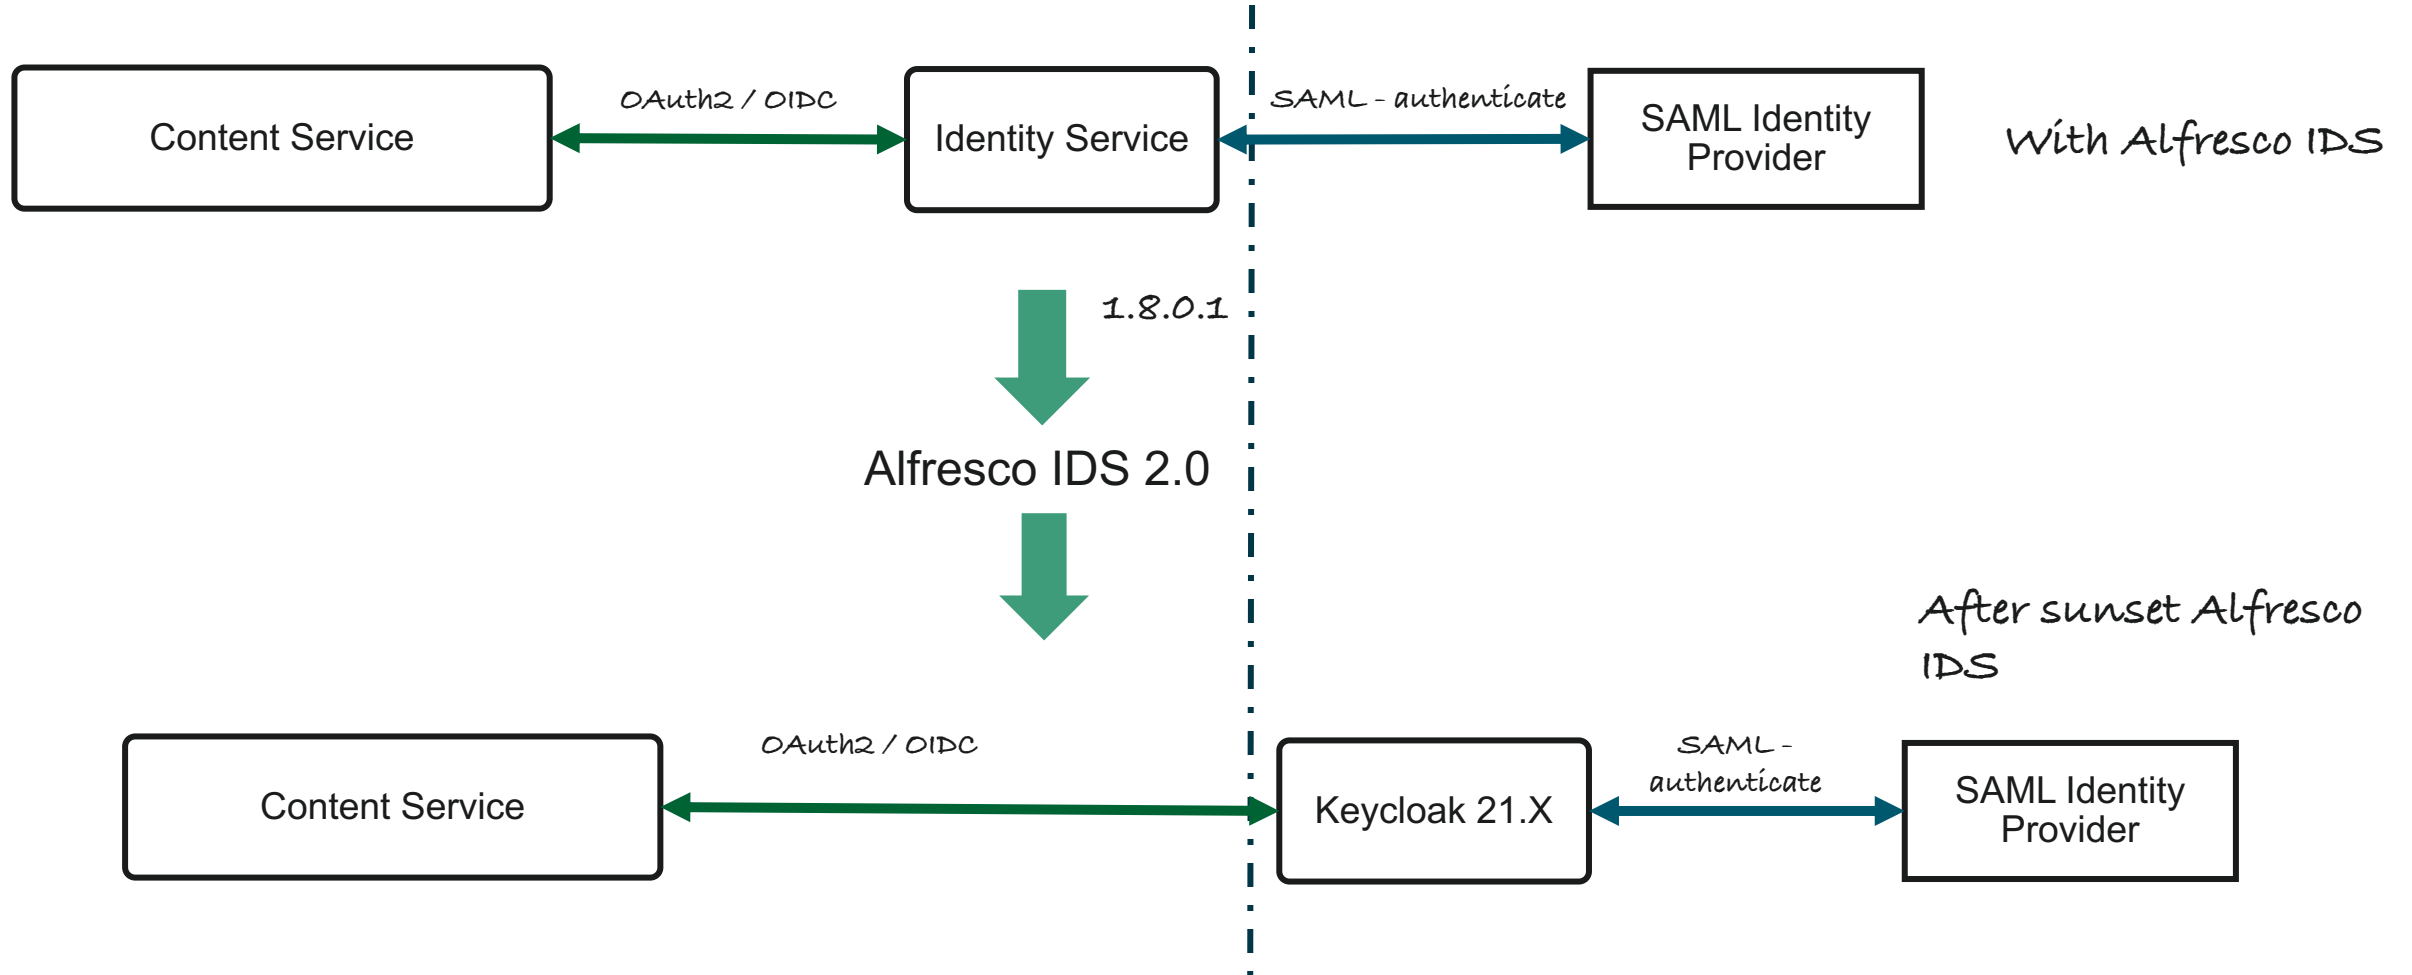 OAuth2 / OIDC
SAML - authenticate
Content Service
Identity Service
SAML Identity
Provider
With Alfresco IDS
1.8.0.1
Alfresco IDS 2.0
After sunset Alfresco
IDS
OAuth2 / OIDC
SAML -
authenticate
Content Service
Keycloak 21.X
SAML Identity
Provider